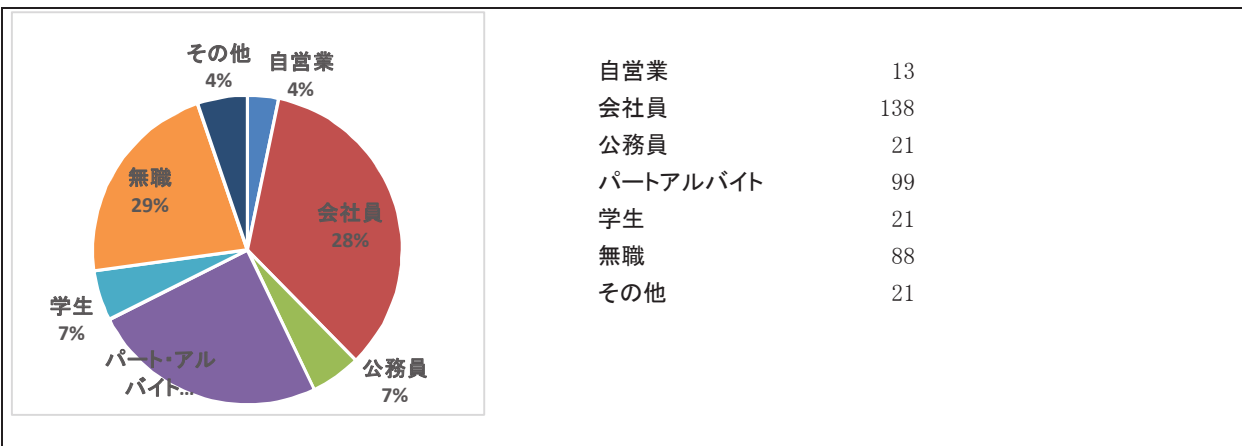 その他
4%
自営業
4%
会社員
28%
公務員
7%
パート・アル
バイト...
学生
7%
無職
29%
自営業 13
会社員 138
公務員 21
パートアルバイト 99
学生 21
無職 88
その他 21